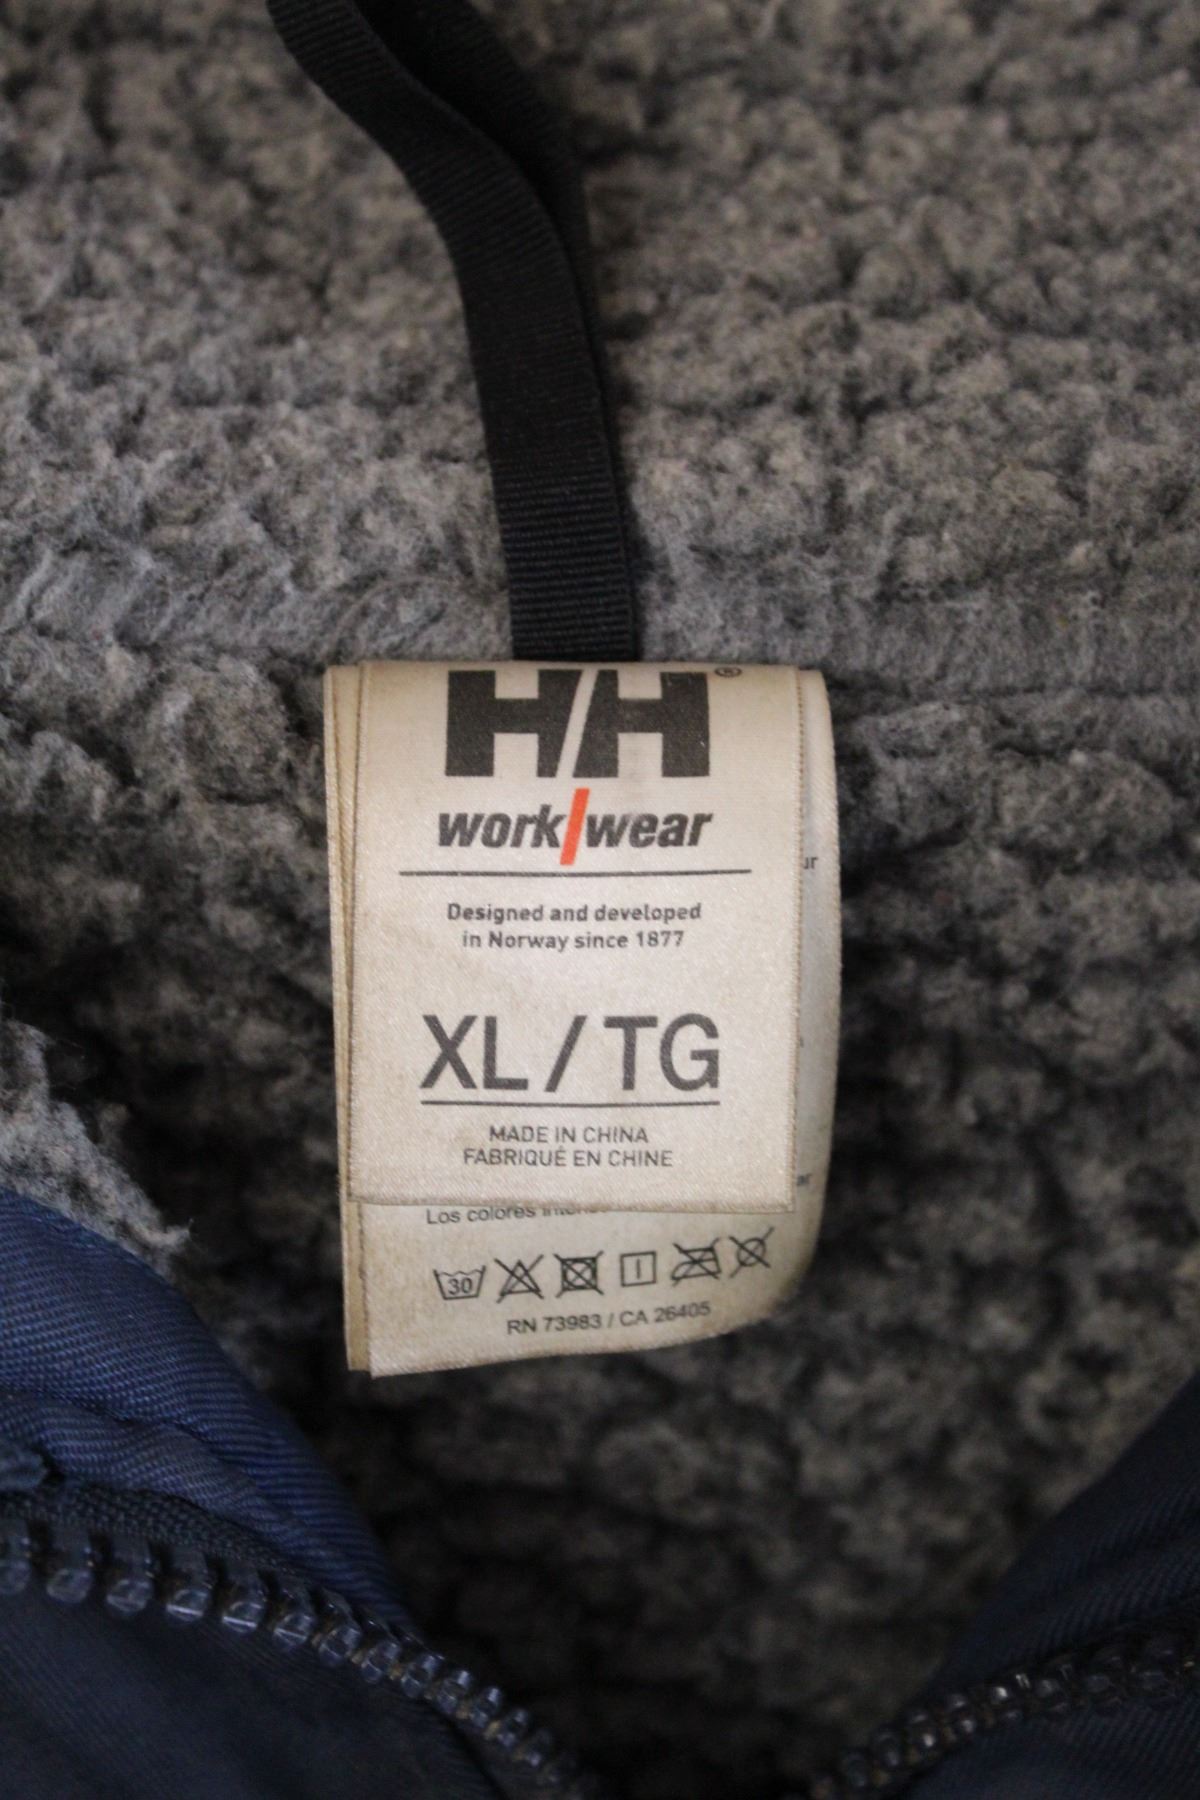 HH®
work/wear
Designed and developed
in Norway since 1877
XL / TG
MADE IN CHINA
FABRIQUÉ EN CHINE
Los colores
30
RN 73983 / CA 26405